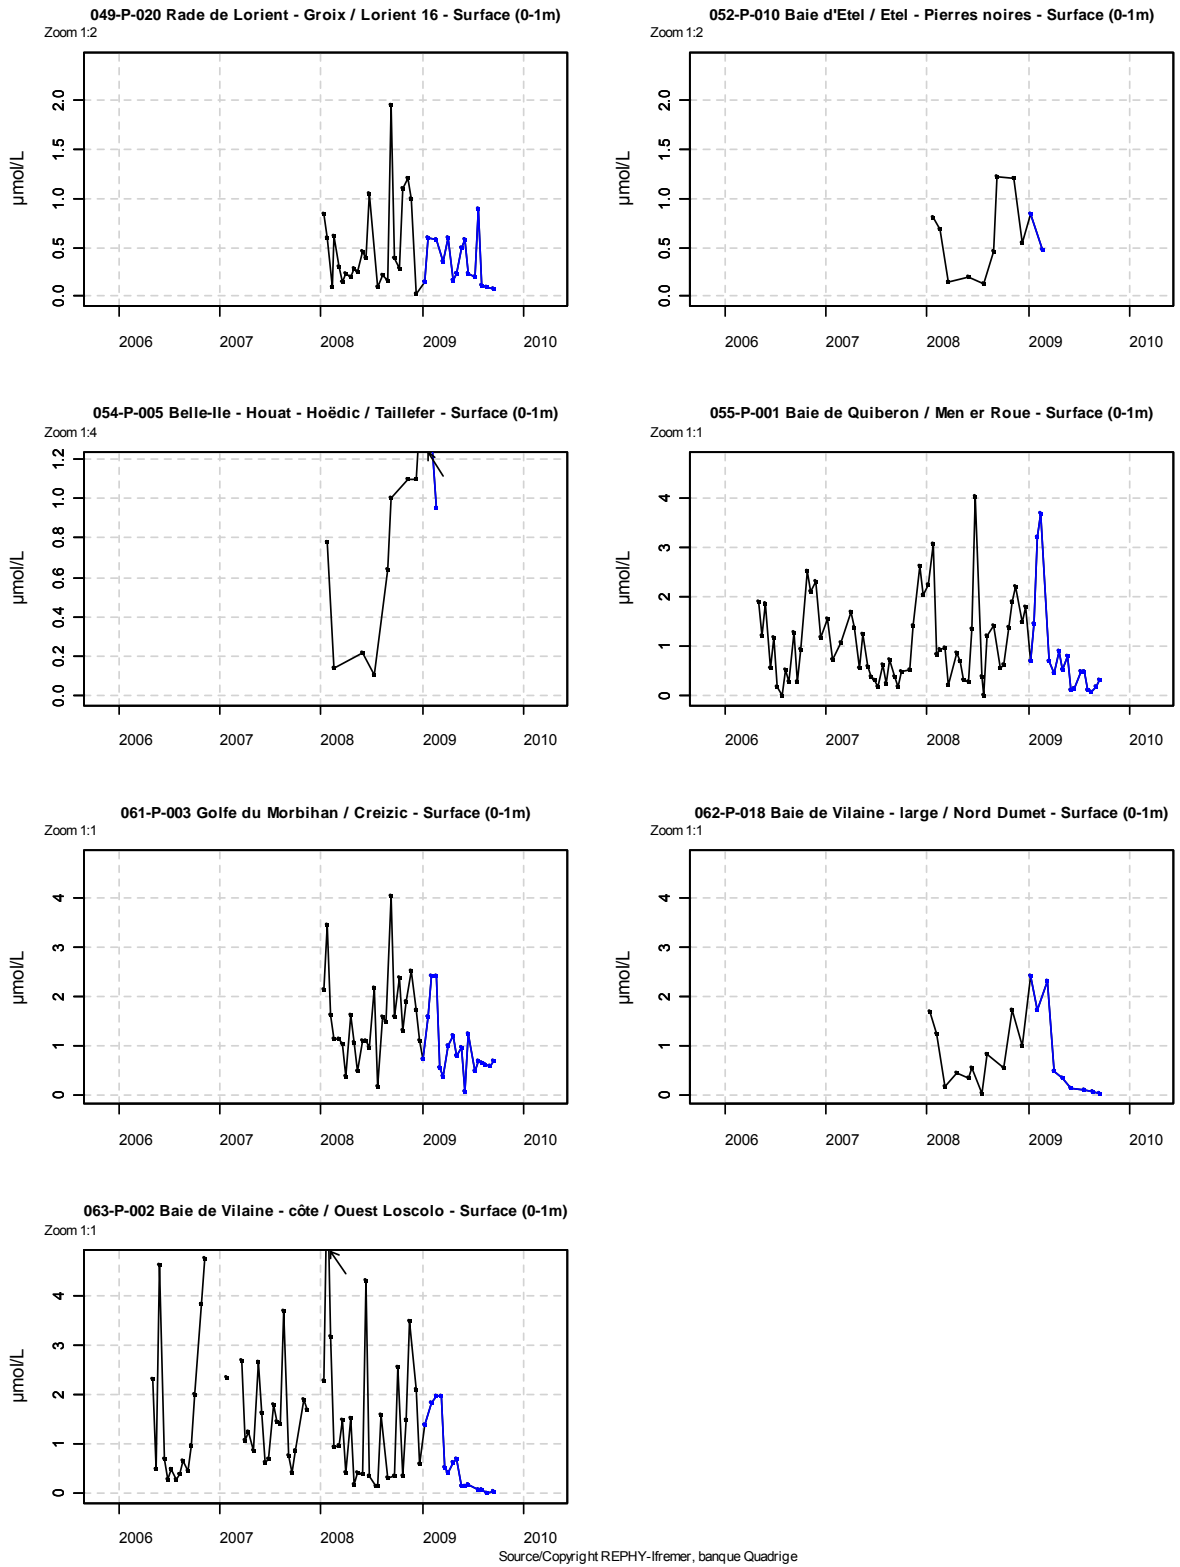 049-P-020 Rade de Lorient - Groix / Lorient 16 - Surface (0-1m)
Zoom 1:2
µmol/L
2.0
1.5
1.0
0.5
0.0
2006 2007 2008 2009 2010
052-P-010 Baie d'Etel / Etel - Pierres noires - Surface (0-1m)
Zoom 1:2
µmol/L
2.0
1.5
1.0
0.5
0.0
2006 2007 2008 2009 2010
054-P-005 Belle-Ile - Houat - Hoëdic / Taillefer - Surface (0-1m)
Zoom 1:4
µmol/L
1.2
1.0
0.8
0.6
0.4
0.2
0.0
2006 2007 2008 2009 2010
055-P-001 Baie de Quiberon / Men er Roue - Surface (0-1m)
Zoom 1:1
µmol/L
4
3
2
1
0
2006 2007 2008 2009 2010
061-P-003 Golfe du Morbihan / Creizic - Surface (0-1m)
Zoom 1:1
µmol/L
4
3
2
1
0
2006 2007 2008 2009 2010
062-P-018 Baie de Vilaine - large / Nord Dumet - Surface (0-1m)
Zoom 1:1
µmol/L
4
3
2
1
0
2006 2007 2008 2009 2010
063-P-002 Baie de Vilaine - côte / Ouest Loscolo - Surface (0-1m)
Zoom 1:1
µmol/L
4
3
2
1
0
2006 2007 2008 2009 2010
Source/Copyright REPHY-Ifremer, banque Quadrige